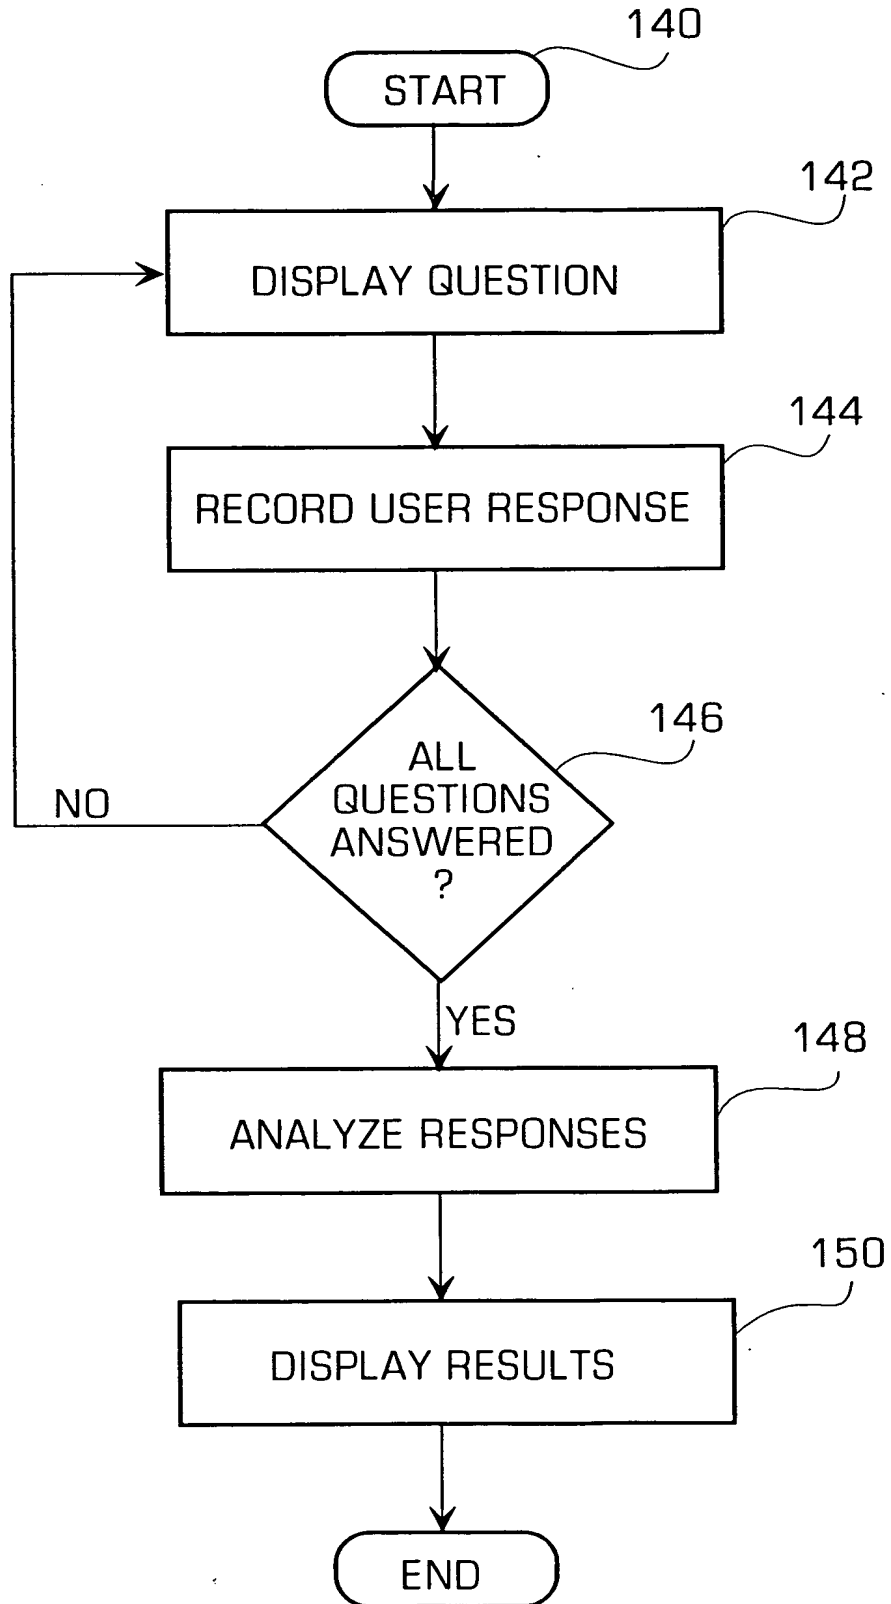 140
START
142
DISPLAY QUESTION
144
RECORD USER RESPONSE
146
ALL
QUESTIONS
ANSWERED
?
NO
YES
148
ANALYZE RESPONSES
150
DISPLAY RESULTS
END